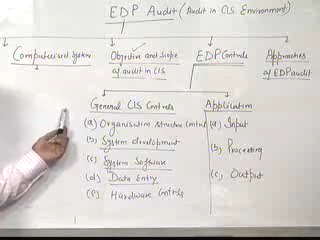 EDP Audit (Audit in CIS Environment)
Computerised System
Objective and Scope
of audit in CIS
EDP Controls
Approaches
of EDP audit
General CIS Controls
Application
(a) Organisation structure control
(b) System development
(c) System Software
(d) Data Entry
(e) Hardware Controls
(a) Input
(b) Processing
(c) Output